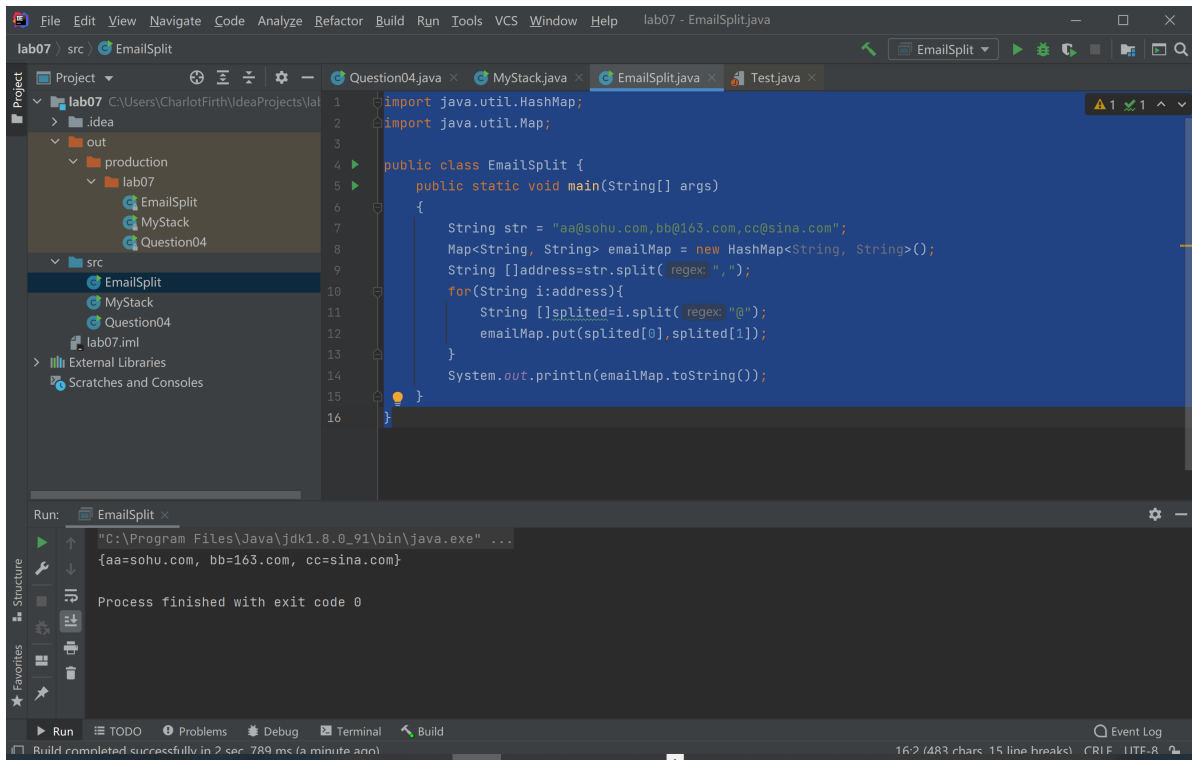 File Edit View Navigate Code Analyze Refactor Build Run Tools VCS Window Help lab07 - EmailSplit.java
lab07 src EmailSplit
EmailSplit
Project
Project
Question04.java
MyStack.java
EmailSplit.java
Test.java
lab07 C:\Users\CharlotFirth\IdeaProjects\lab
.idea
out
production
lab07
EmailSplit
MyStack
Question04
src
EmailSplit
MyStack
Question04
lab07.iml
External Libraries
Scratches and Consoles
1 import java.util.HashMap;
2 import java.util.Map;
3
4 public class EmailSplit {
5 public static void main(String[] args)
6 {
7 String str = "aa@sohu.com,bb@163.com,cc@sina.com";
8 Map<String, String> emailMap = new HashMap<String, String>();
9 String []address=str.split( regex: ",");
10 for(String i:address){
11 String []splited=i.split( regex: "@");
12 emailMap.put(splited[0],splited[1]);
13 }
14 System.out.println(emailMap.toString());
15 }
16 }
1 1
Run: EmailSplit
"C:\Program Files\Java\jdk1.8.0_91\bin\java.exe" ...
{aa=sohu.com, bb=163.com, cc=sina.com}
Process finished with exit code 0
Structure
Favorites
Run TODO Problems Debug Terminal Build Event Log
Build completed successfully in 2 sec, 789 ms (a minute ago) 16:2 (483 chars, 15 line breaks) CRLF UTF-8